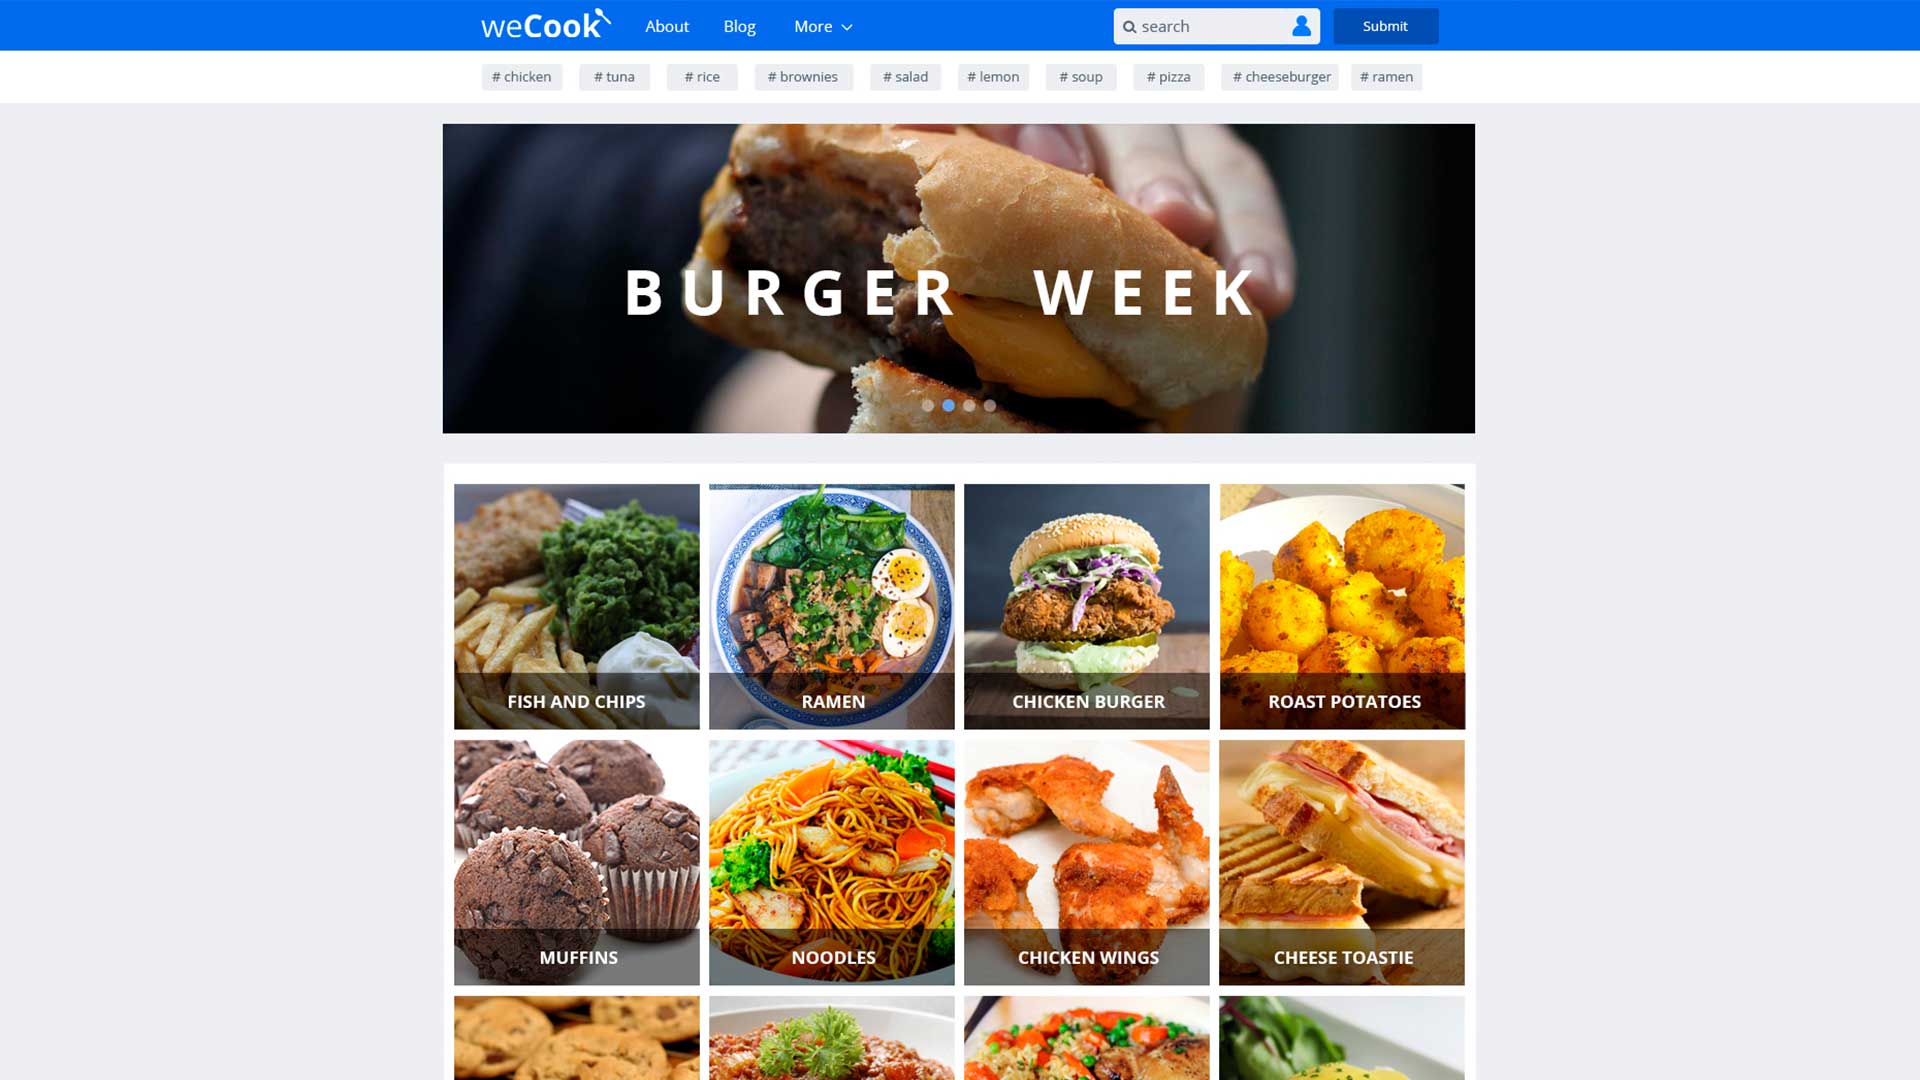 weCook About Blog More search Submit
# chicken # tuna # rice # brownies # salad # lemon # soup # pizza # cheeseburger # ramen
BURGER WEEK
FISH AND CHIPS RAMEN CHICKEN BURGER ROAST POTATOES
MUFFINS NOODLES CHICKEN WINGS CHEESE TOASTIE